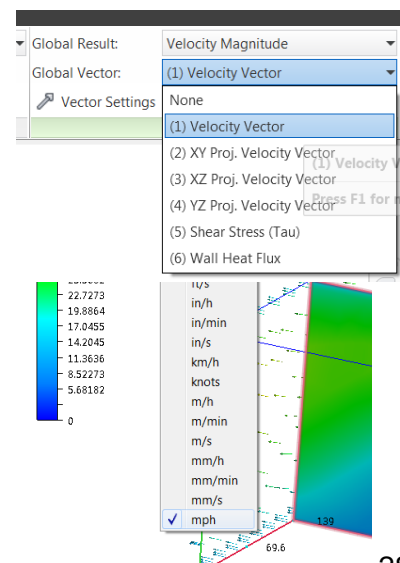 Global Result: Velocity Magnitude
Global Vector: (1) Velocity Vector
Vector Settings
None
(1) Velocity Vector
(2) XY Proj. Velocity Vector
(3) XZ Proj. Velocity Vector
(4) YZ Proj. Velocity Vector
(5) Shear Stress (Tau)
(6) Wall Heat Flux
(1) Velocity V
Press F1 for
22.7273
19.8864
17.0455
14.2045
11.3636
8.52273
5.68182
0
in/h
in/min
in/s
km/h
knots
m/h
m/min
m/s
mm/h
mm/min
mm/s
mph
139
69.6